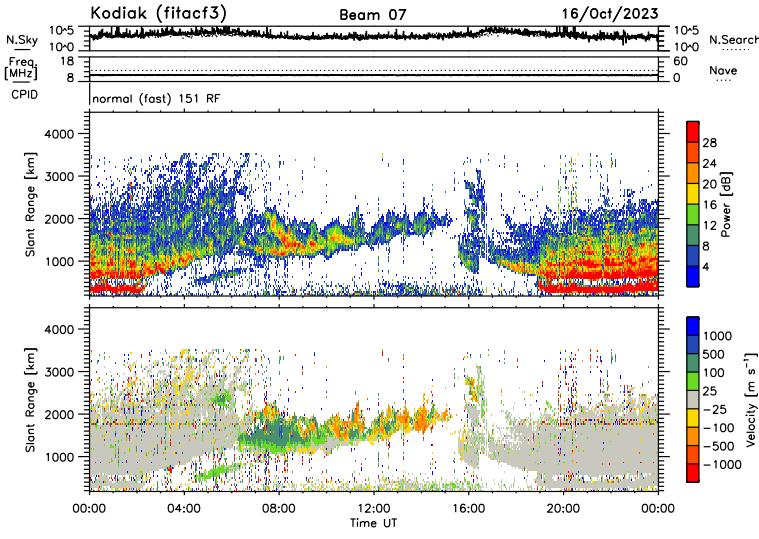 Kodiak (fitacf3) Beam 07 16/Oct/2023
N.Sky 10^5 10^0 10^5 10^0 N.Search
Freq. [MHz] 18 8 60 0 Nave
CPID normal (fast) 151 RF
Slant Range [km] 4000 3000 2000 1000
28 24 20 16 12 8 4 Power [dB]
Slant Range [km] 4000 3000 2000 1000
1000 500 100 25 -25 -100 -500 -1000 Velocity [m s⁻¹]
00:00 04:00 08:00 12:00 16:00 20:00 00:00
Time UT